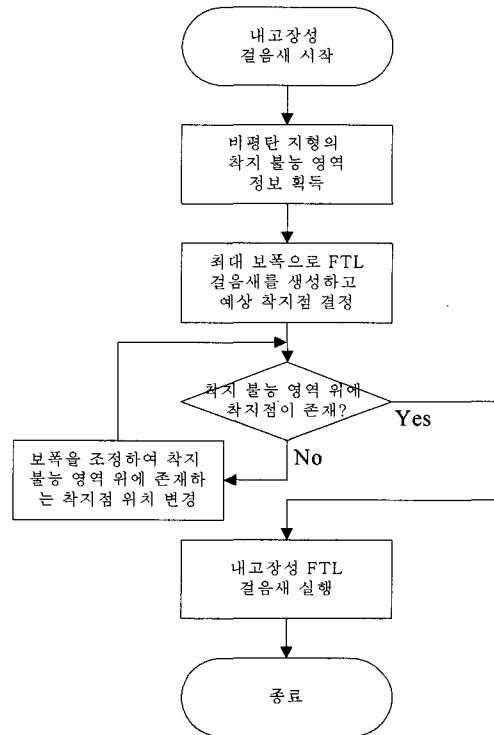 내고장성
걸음새 시작
비평탄 지형의
착지 불능 영역
정보 획득
최대 보폭으로 FTL
걸음새를 생성하고
예상 착지점 결정
착지 불능 영역 위에
착지점이 존재?
Yes
No
보폭을 조정하여 착지
불능 영역 위에 존재하
는 착지점 위치 변경
내고장성 FTL
걸음새 실행
종료